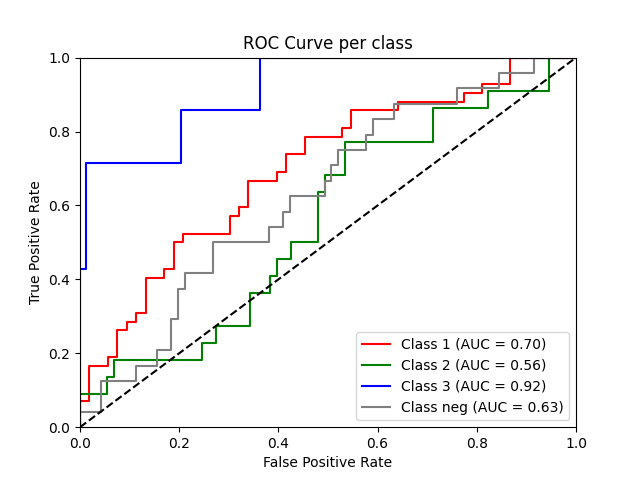 ROC Curve per class
1.0
0.8
0.6
0.4
0.2
0.0
True Positive Rate
Class 1 (AUC = 0.70)
Class 2 (AUC = 0.56)
Class 3 (AUC = 0.92)
Class neg (AUC = 0.63)
0.0 0.2 0.4 0.6 0.8 1.0
False Positive Rate